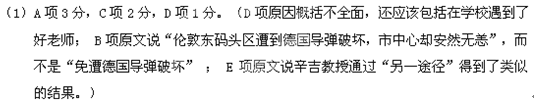 （1）A项3分，C项2分，D项1分。（D项原因概括不全面，还应该包括在学校遇到了
好老师； B项原文说“伦敦东码头区遭到德国导弹破坏，市中心却安然无恙”，而
不是“免遭德国导弹破坏” ； E 项原文说辛吉教授通过“另一途径”得到了类似
的结果。）